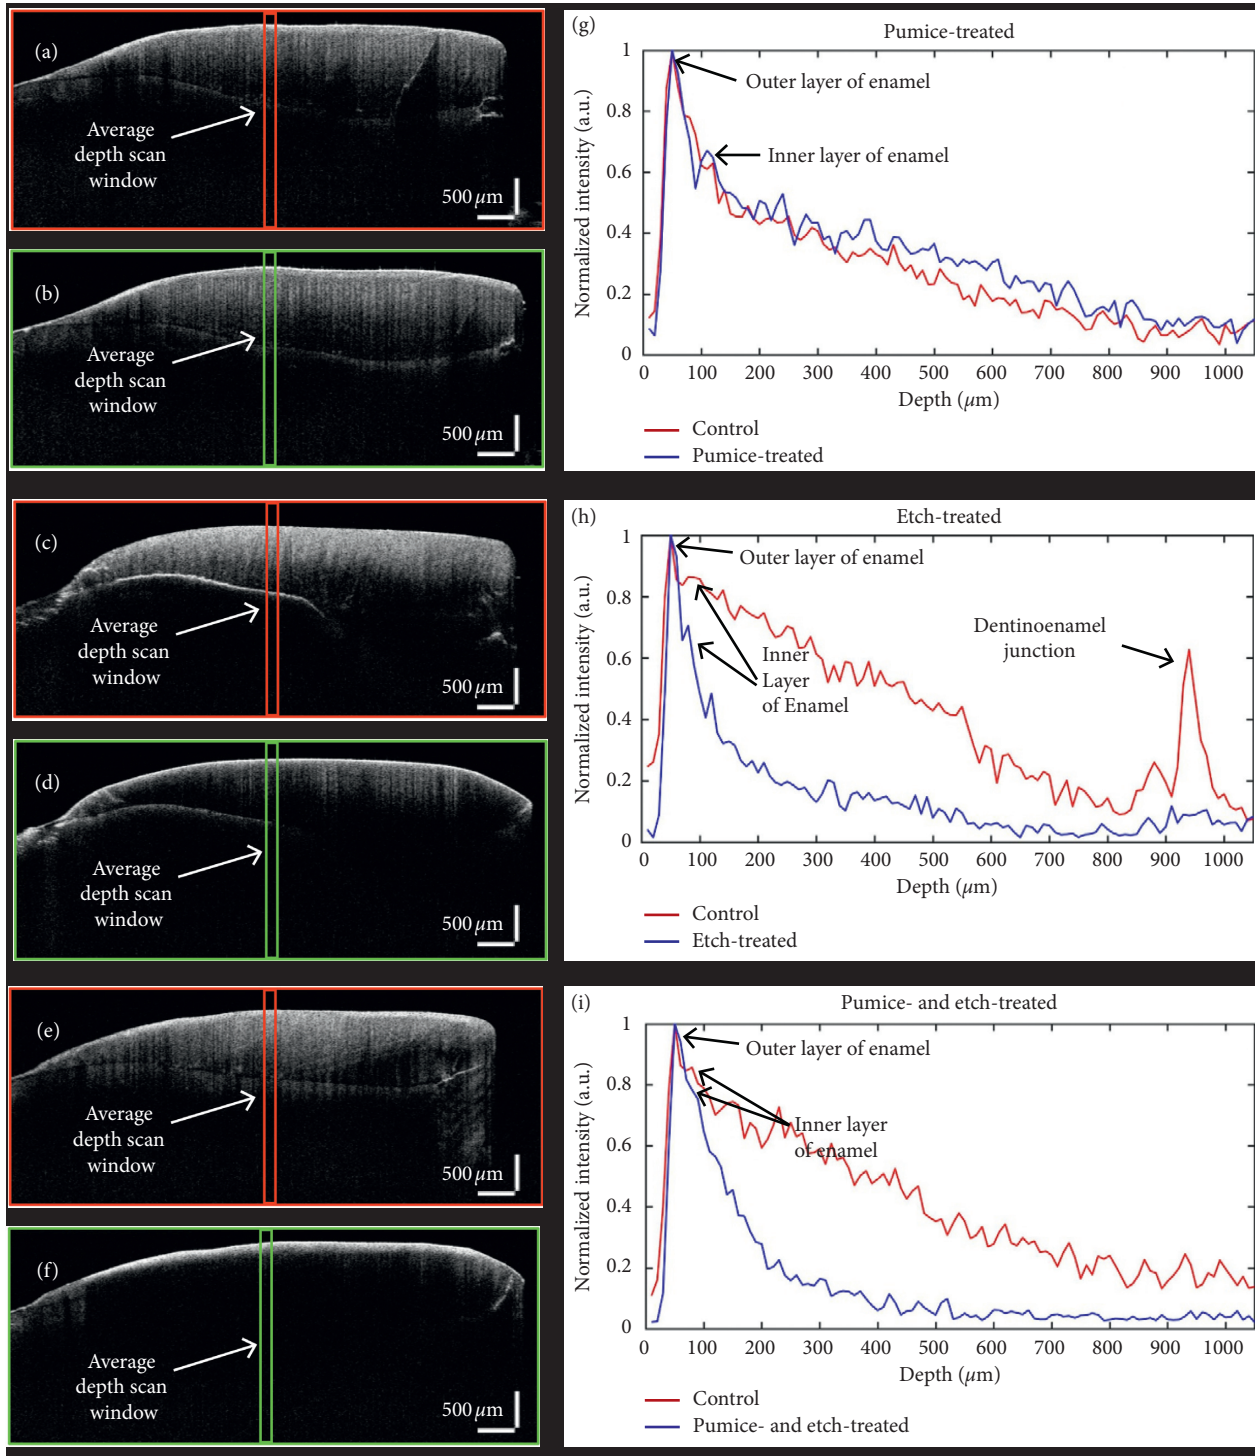 (a)
Average
depth scan
window
500 µm
(b)
Average
depth scan
window
500 µm
(c)
Average
depth scan
window
500 µm
(d)
Average
depth scan
window
500 µm
(e)
Average
depth scan
window
500 µm
(f)
Average
depth scan
window
500 µm
(g)
Pumice-treated
Normalized intensity (a.u.)
1
0.8
0.6
0.4
0.2
0
Outer layer of enamel
Inner layer of enamel
0 100 200 300 400 500 600 700 800 900 1000
Depth (µm)
Control
Pumice-treated
(h)
Etch-treated
Normalized intensity (a.u.)
1
0.8
0.6
0.4
0.2
0
Outer layer of enamel
Inner
Layer
of Enamel
Dentinoenamel
junction
0 100 200 300 400 500 600 700 800 900 1000
Depth (µm)
Control
Etch-treated
(i)
Pumice- and etch-treated
Normalized intensity (a.u.)
1
0.8
0.6
0.4
0.2
0
Outer layer of enamel
Inner layer
of enamel
0 100 200 300 400 500 600 700 800 900 1000
Depth (µm)
Control
Pumice- and etch-treated